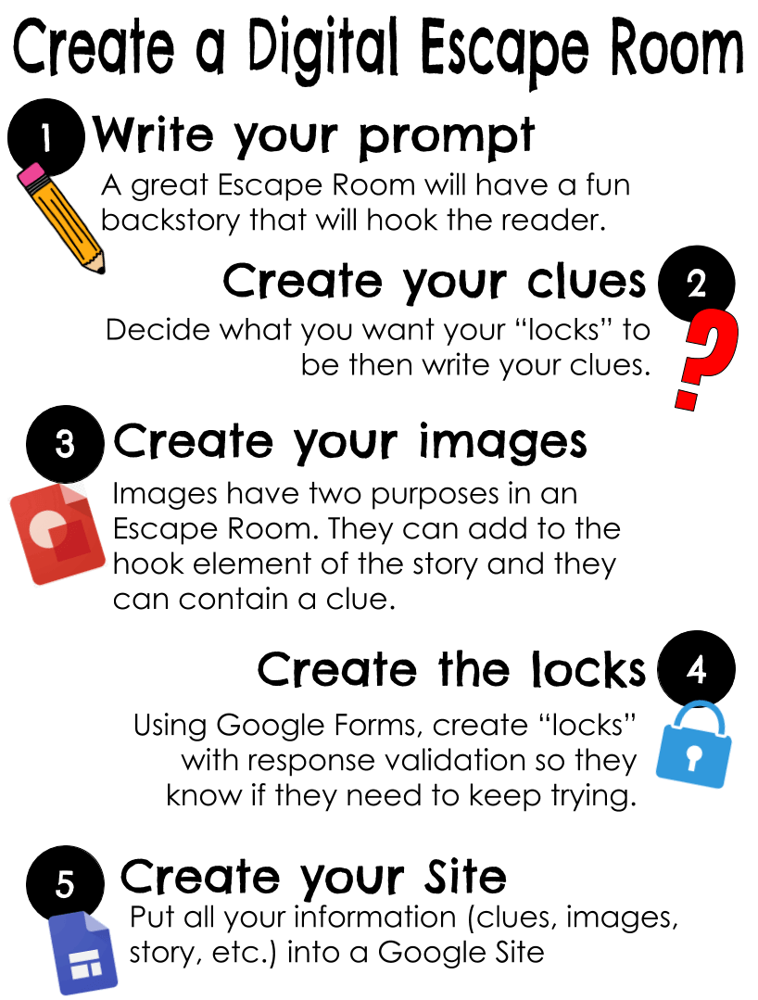 Create a Digital Escape Room
1
Write your prompt
A great Escape Room will have a fun
backstory that will hook the reader.
Create your clues
2
Decide what you want your “locks” to
be then write your clues.
?
3
Create your images
Images have two purposes in an
Escape Room. They can add to the
hook element of the story and they
can contain a clue.
Create the locks
4
Using Google Forms, create “locks”
with response validation so they
know if they need to keep trying.
5
Create your Site
Put all your information (clues, images,
story, etc.) into a Google Site